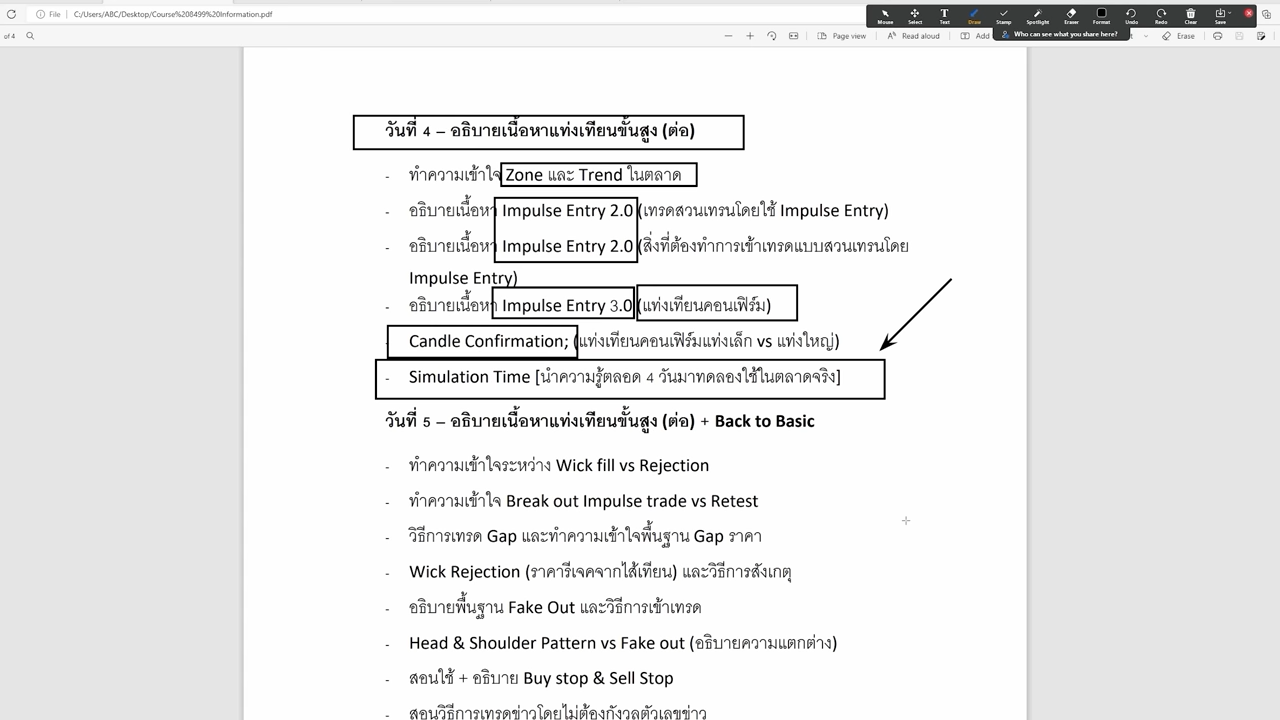 File
C:/Users/ABC/Desktop/Course%208499%20Information.pdf
Mouse Select Text Draw Stamp Spotlight Eraser Format Undo Redo Clear Save
Who can see what you share here?
of 4
Page view
Read aloud
Add
Erase
วันที่ 4 – อธิบายเนื้อหาแท่งเทียนขั้นสูง (ต่อ)
- ทำความเข้าใจ Zone และ Trend ในตลาด
- อธิบายเนื้อหา Impulse Entry 2.0 (เทรดสวนเทรนโดยใช้ Impulse Entry)
- อธิบายเนื้อหา Impulse Entry 2.0 (สิ่งที่ต้องทำการเข้าเทรดแบบสวนเทรนโดย
Impulse Entry)
- อธิบายเนื้อหา Impulse Entry 3.0 (แท่งเทียนคอนเฟิร์ม)
- Candle Confirmation; (แท่งเทียนคอนเฟิร์มแท่งเล็ก vs แท่งใหญ่)
- Simulation Time [นำความรู้ตลอด 4 วันมาทดลองใช้ในตลาดจริง]
วันที่ 5 – อธิบายเนื้อหาแท่งเทียนขั้นสูง (ต่อ) + Back to Basic
- ทำความเข้าใจระหว่าง Wick fill vs Rejection
- ทำความเข้าใจ Break out Impulse trade vs Retest
- วิธีการเทรด Gap และทำความเข้าใจพื้นฐาน Gap ราคา
- Wick Rejection (ราคารีเจคจากไส้เทียน) และวิธีการสังเกตุ
- อธิบายพื้นฐาน Fake Out และวิธีการเข้าเทรด
- Head & Shoulder Pattern vs Fake out (อธิบายความแตกต่าง)
- สอนใช้ + อธิบาย Buy stop & Sell Stop
- สอนวิธีการเทรดข่าวโดยไม่ต้องกังวลตัวเลขข่าว